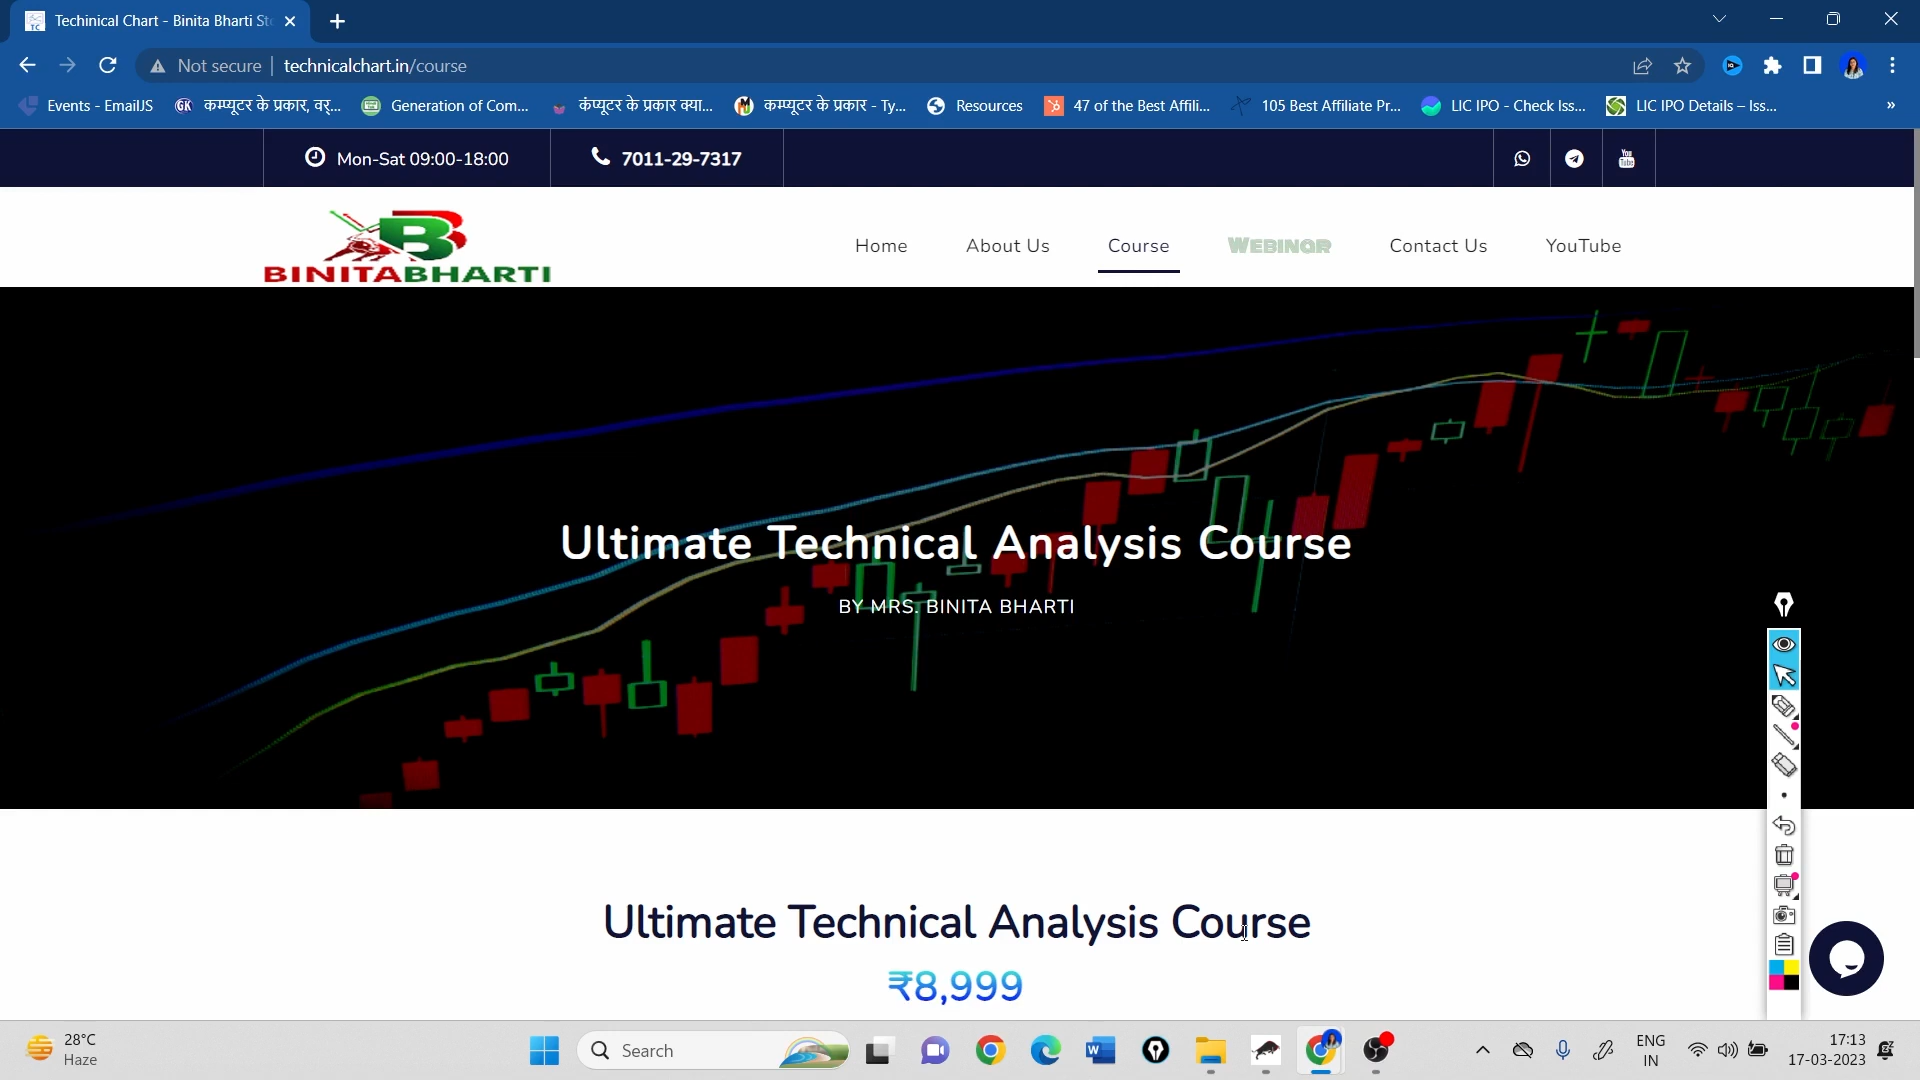 Techinical Chart - Binita Bharti St
Not secure
technicalchart.in/course
Events - EmailJS
GK
कम्प्यूटर के प्रकार, वर्...
Generation of Com...
कंप्यूटर के प्रकार क्या...
कम्प्यूटर के प्रकार - Ty...
Resources
47 of the Best Affili...
105 Best Affiliate Pr...
LIC IPO - Check Iss...
LIC IPO Details – Iss...
»
Mon-Sat 09:00-18:00
7011-29-7317
You Tube
BINITABHARTI
Home
About Us
Course
WEBINAR
Contact Us
YouTube
Ultimate Technical Analysis Course
BY MRS. BINITA BHARTI
Ultimate Technical Analysis Course
₹8,999
28°C
Haze
Search
ENG
IN
17:13
17-03-2023